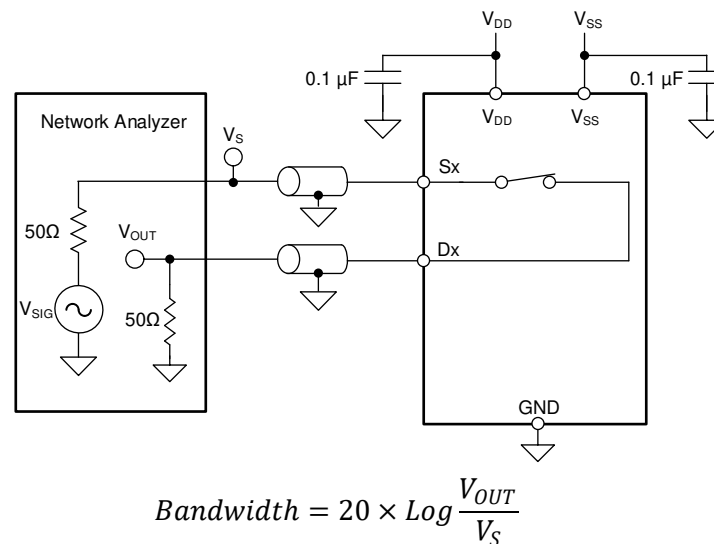 V_DD V_SS
0.1 µF 0.1 µF
Network Analyzer
V_DD V_SS
V_S
Sx
50Ω
V_OUT
Dx
V_SIG
50Ω
GND
Bandwidth = 20 × Log V_OUT / V_S